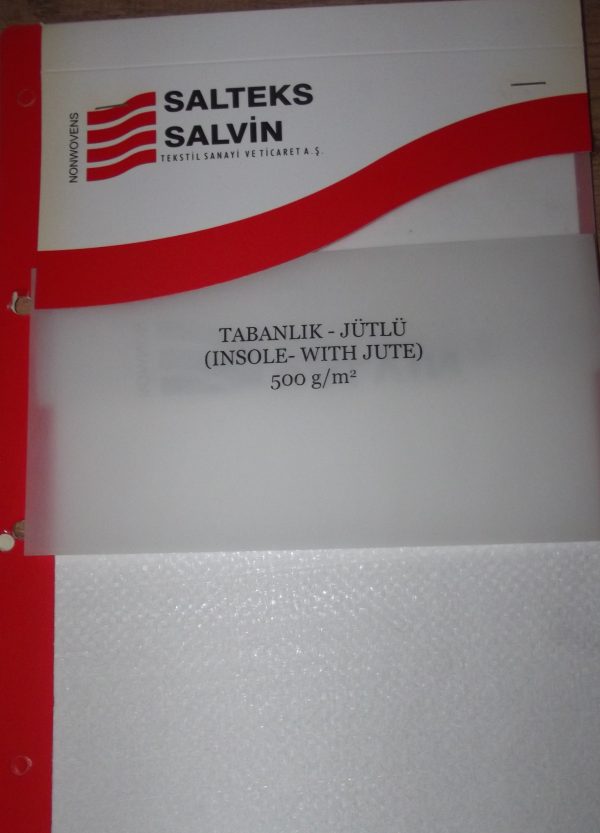 NONWOVENS
SALTEKS
SALVİN
TEKSTİL SANAYİ VE TİCARET A.Ş.
TABANLIK - JÜTLÜ
(INSOLE- WITH JUTE)
500 g/m²